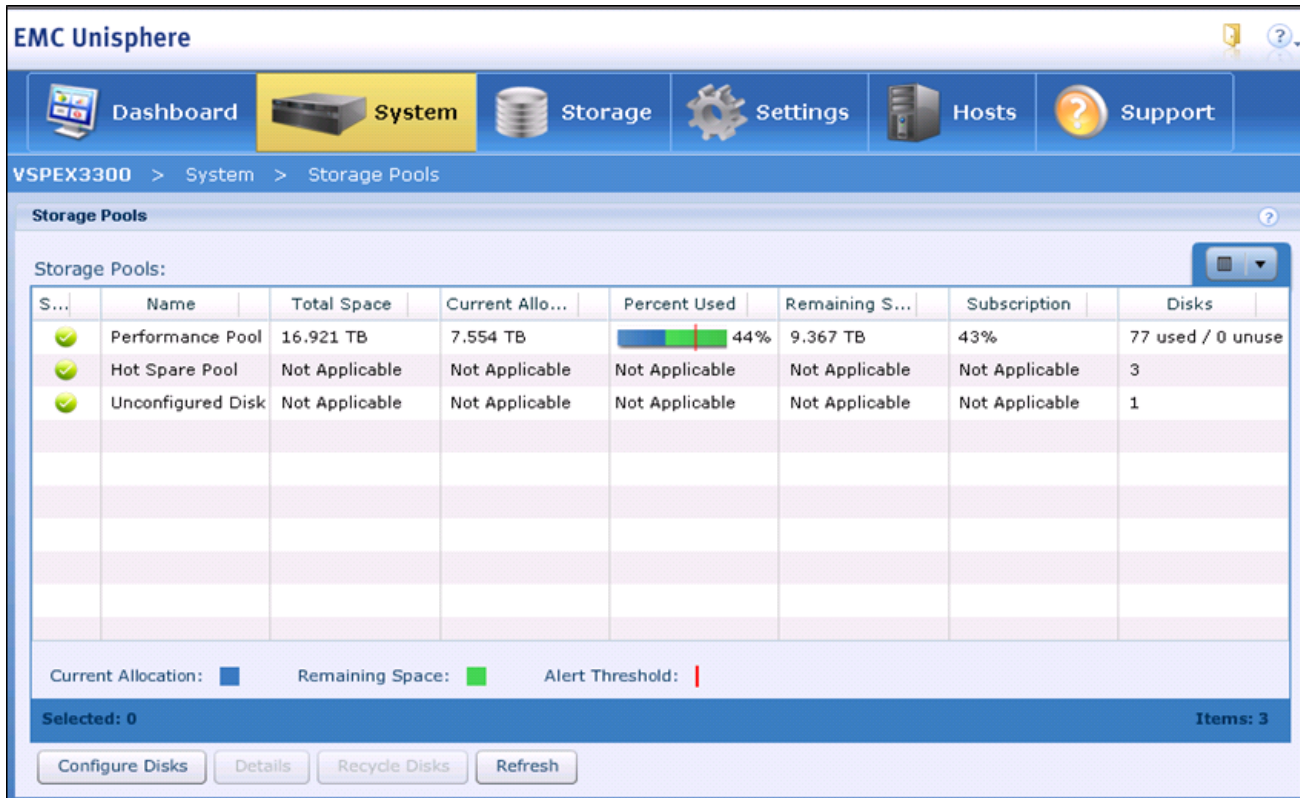 EMC Unisphere
Dashboard System Storage Settings Hosts Support
VSPEX3300 > System > Storage Pools
Storage Pools
Storage Pools:
S... Name Total Space Current Allo... Percent Used Remaining S... Subscription Disks
Performance Pool 16.921 TB 7.554 TB 44% 9.367 TB 43% 77 used / 0 unuse
Hot Spare Pool Not Applicable Not Applicable Not Applicable Not Applicable Not Applicable 3
Unconfigured Disk Not Applicable Not Applicable Not Applicable Not Applicable Not Applicable 1
Current Allocation: Remaining Space: Alert Threshold:
Selected: 0 Items: 3
Configure Disks Details Recycle Disks Refresh